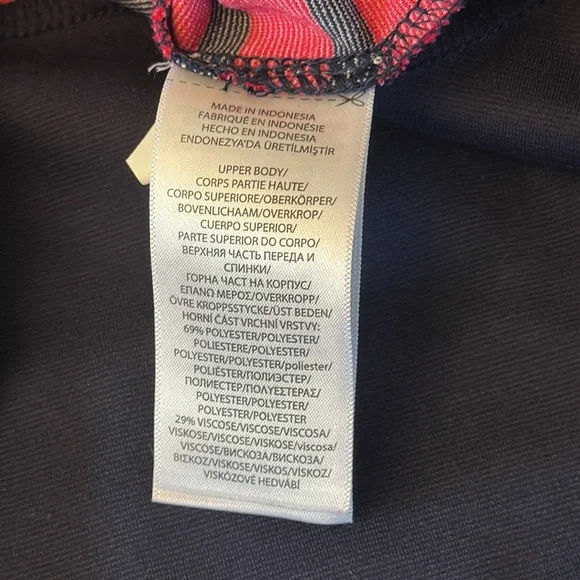 MADE IN INDONESIA
FABRIQUÉ EN INDONÉSIE
HECHO EN INDONESIA
ENDONEZYA'DA ÜRETİLMİŞTİR
UPPER BODY/
CORPS PARTIE HAUTE/
CORPO SUPERIORE/OBERKÖRPER/
BOVENLICHAAM/OVERKROP/
CUERPO SUPERIOR/
PARTE SUPERIOR DO CORPO/
ВЕРХНЯЯ ЧАСТЬ ПЕРЕДА И
СПИНКИ/
ГОРНА ЧАСТ НА КОРПУС/
ΕΠΑΝΩ ΜΕΡΟΣ/OVERKROPP/
ÖVRE KROPPSSTYCKE/ÜST BEDEN/
HORNÍ ČÁST VRCHNÍ VRSTVY:
69% POLYESTER/POLYESTER/
POLIESTERE/POLYESTER/
POLYESTER/POLYESTER/poliester/
POLIÉSTER/ПОЛИЭСТЕР/
ПОЛИЕСТЕР/ΠΟΛΥΕΣΤΕΡΑΣ/
POLYESTER/POLYESTER/
POLYESTER/POLYESTER
29% VISCOSE/VISCOSE/VISCOSA/
VISKOSE/VISCOSE/VISKOSE/viscosa/
VISCOSE/ВИСКОЗА/ВИСКОЗА/
ΒΙΣΚΟΖ/VISKOSE/VISKOS/VİSKOZ/
VISKÓZOVÉ HEDVÁBÍ